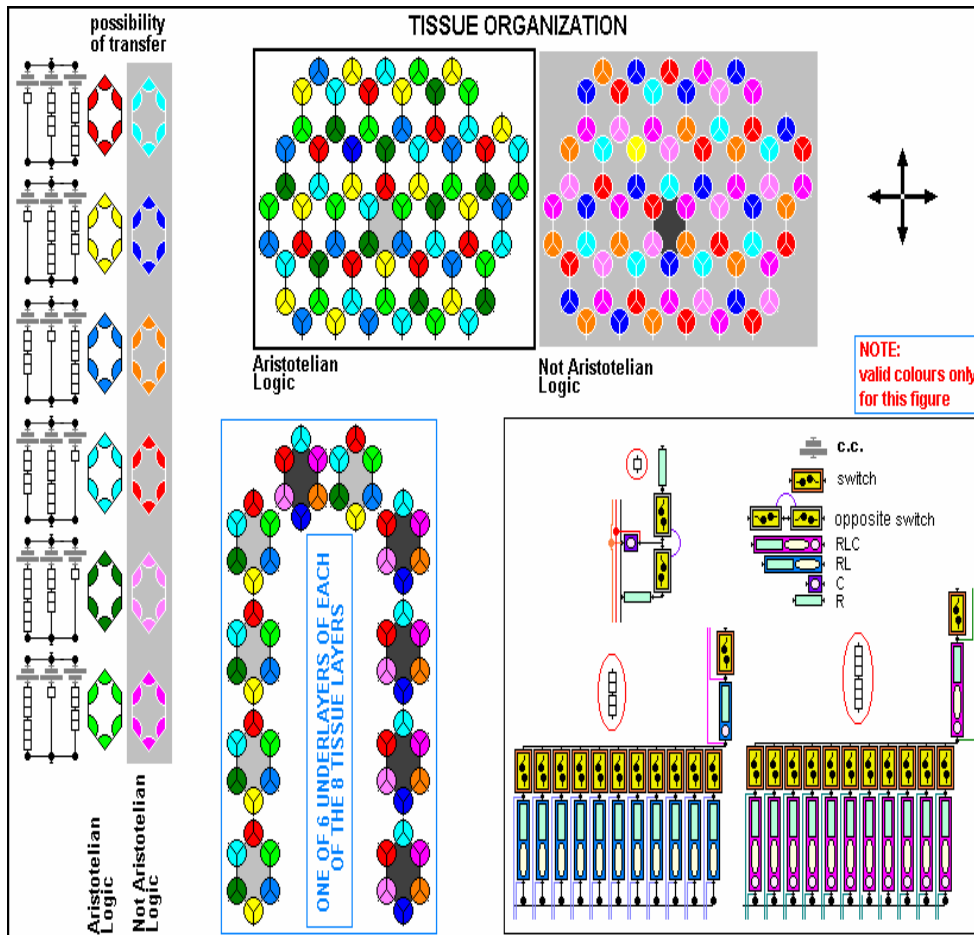 TISSUE ORGANIZATION
possibility
of transfer
Aristotelian
Logic
Not Aristotelian
Logic
NOTE:
valid colours only
for this figure
Aristotelian
Logic
Not Aristotelian
Logic
ONE OF 6 UNDERLAYERS OF EACH
OF THE 8 TISSUE LAYERS
c.c.
switch
opposite switch
RLC
RL
C
R